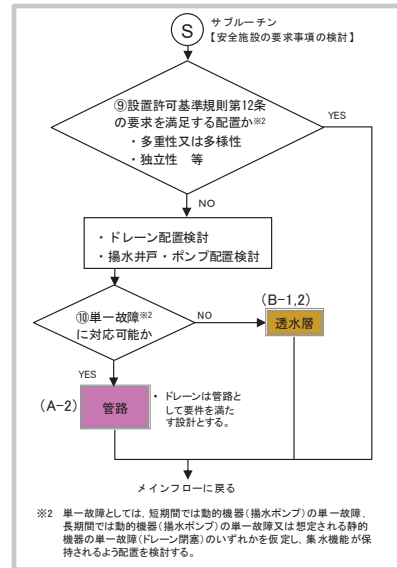 S
サブルーチン
【安全施設の要求事項の検討】
⑨設置許可基準規則第12条
の要求を満足する配置か※2
・多重性又は多様性
・独立性 等
YES
NO
・ドレーン配置検討
・揚水井戸・ポンプ配置検討
⑩単一故障※2
に対応可能か
NO
(B-1,2)
透水層
YES
(A-2)
管路
・ドレーンは管路と
して要件を満た
す設計とする。
メインフローに戻る
※2 単一故障としては，短期間では動的機器（揚水ポンプ）の単一故障，
長期間では動的機器（揚水ポンプ）の単一故障又は想定される静的
機器の単一故障（ドレーン閉塞）のいずれかを仮定し，集水機能が保
持されるよう配置を検討する。